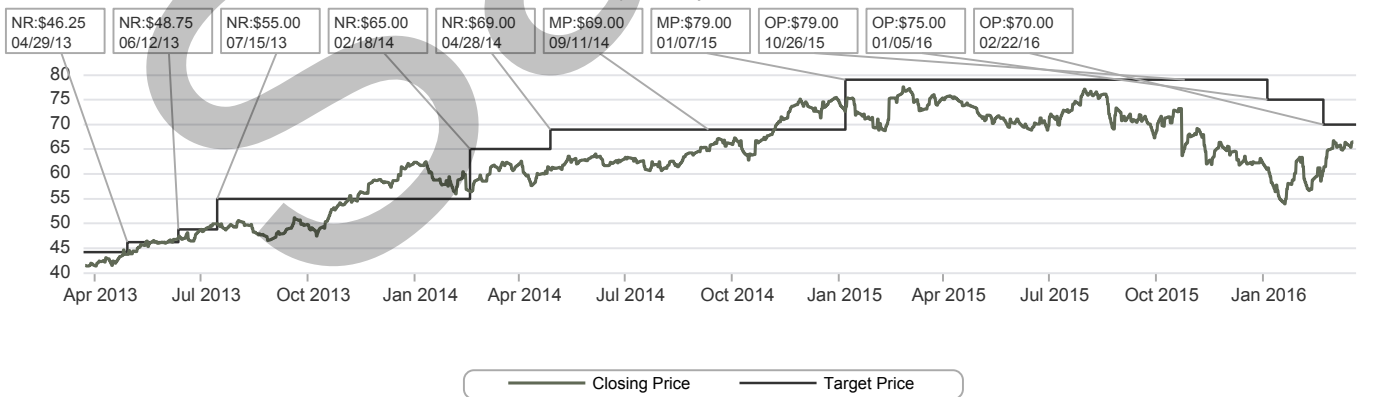 NR:$46.25 NR:$48.75 NR:$55.00 NR:$65.00 NR:$69.00 MP:$69.00 MP:$79.00 OP:$79.00 OP:$75.00 OP:$70.00
04/29/13 06/12/13 07/15/13 02/18/14 04/28/14 09/11/14 01/07/15 10/26/15 01/05/16 02/22/16
80
75
70
65
60
55
50
45
40
Apr 2013 Jul 2013 Oct 2013 Jan 2014 Apr 2014 Jul 2014 Oct 2014 Jan 2015 Apr 2015 Jul 2015 Oct 2015 Jan 2016
Closing Price Target Price